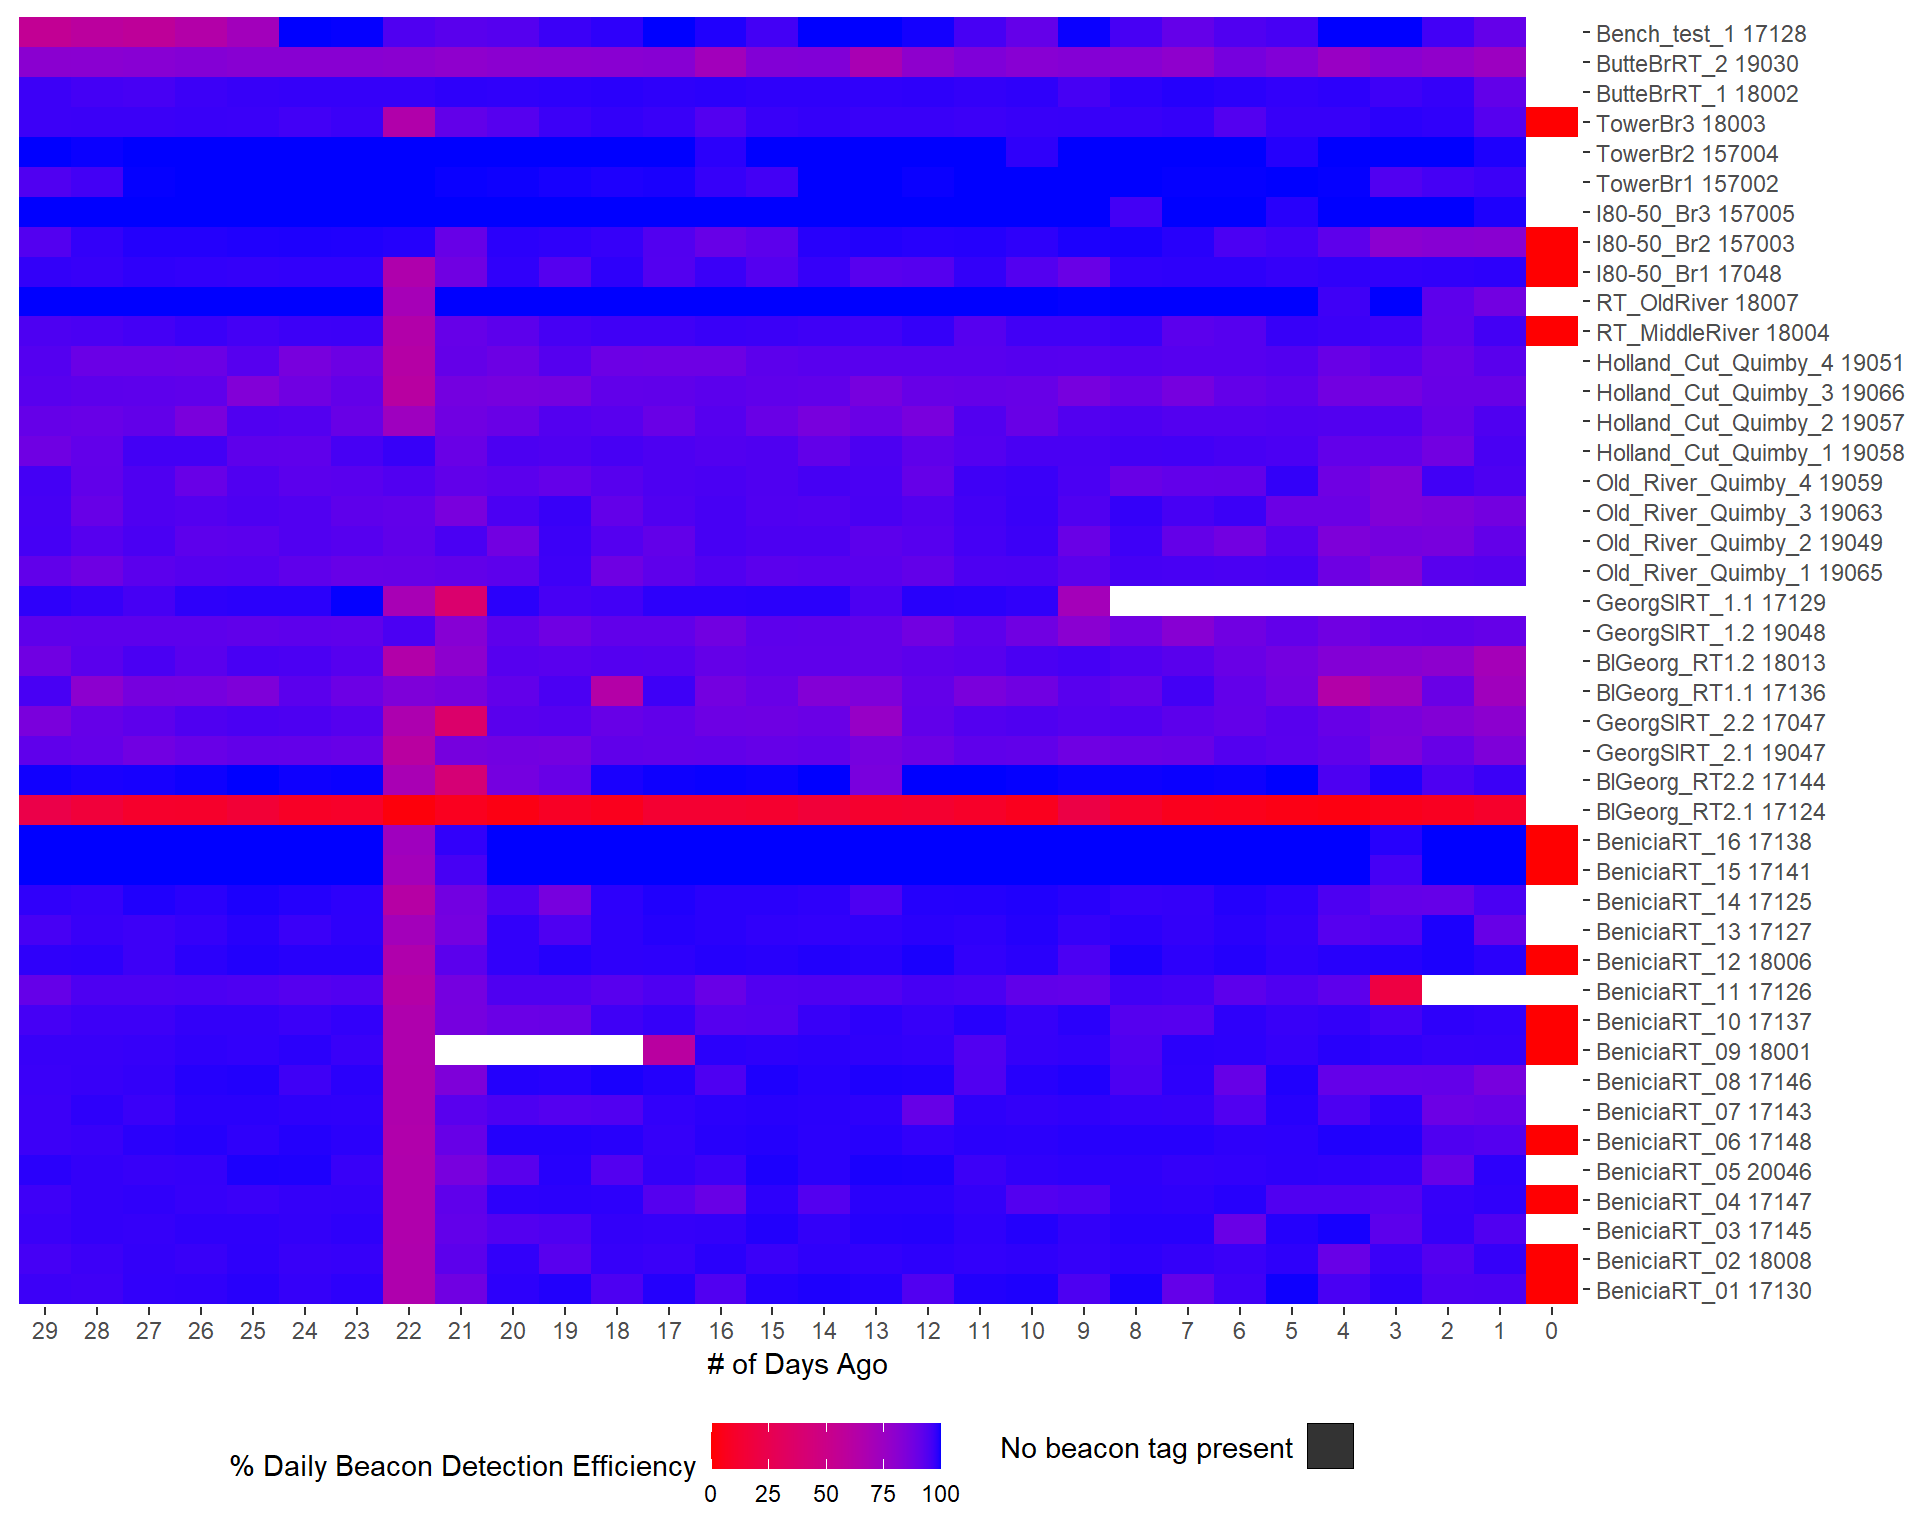 Bench_test_1 17128
ButteBrRT_2 19030
ButteBrRT_1 18002
TowerBr3 18003
TowerBr2 157004
TowerBr1 157002
I80-50_Br3 157005
I80-50_Br2 157003
I80-50_Br1 17048
RT_OldRiver 18007
RT_MiddleRiver 18004
Holland_Cut_Quimby_4 19051
Holland_Cut_Quimby_3 19066
Holland_Cut_Quimby_2 19057
Holland_Cut_Quimby_1 19058
Old_River_Quimby_4 19059
Old_River_Quimby_3 19063
Old_River_Quimby_2 19049
Old_River_Quimby_1 19065
GeorgSlRT_1.1 17129
GeorgSlRT_1.2 19048
BlGeorg_RT1.2 18013
BlGeorg_RT1.1 17136
GeorgSlRT_2.2 17047
GeorgSlRT_2.1 19047
BlGeorg_RT2.2 17144
BlGeorg_RT2.1 17124
BeniciaRT_16 17138
BeniciaRT_15 17141
BeniciaRT_14 17125
BeniciaRT_13 17127
BeniciaRT_12 18006
BeniciaRT_11 17126
BeniciaRT_10 17137
BeniciaRT_09 18001
BeniciaRT_08 17146
BeniciaRT_07 17143
BeniciaRT_06 17148
BeniciaRT_05 20046
BeniciaRT_04 17147
BeniciaRT_03 17145
BeniciaRT_02 18008
BeniciaRT_01 17130
29 28 27 26 25 24 23 22 21 20 19 18 17 16 15 14 13 12 11 10 9 8 7 6 5 4 3 2 1 0
# of Days Ago
% Daily Beacon Detection Efficiency
0 25 50 75 100
No beacon tag present